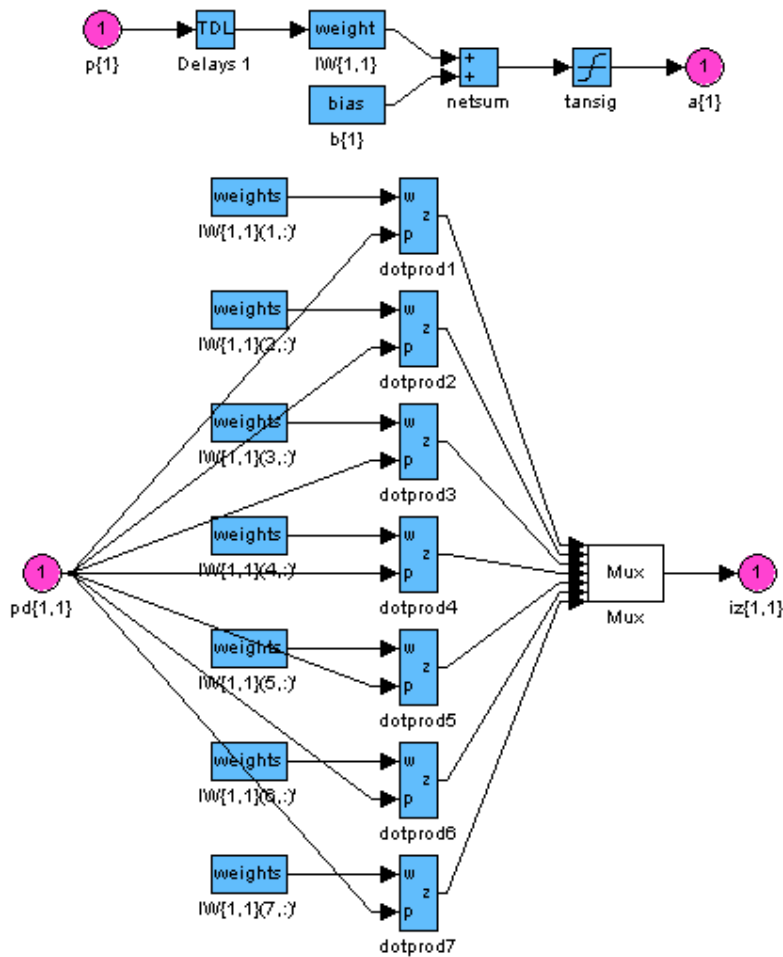 1
TDL
weight
p{1}
Delays 1
IW{1,1}
+
+
netsum
tansig
1
a{1}
bias
b{1}
weights
IW{1,1}(1,:)'
w
z
p
dotprod1
weights
IW{1,1}(2,:)'
w
z
p
dotprod2
weights
IW{1,1}(3,:)'
w
z
p
dotprod3
weights
IW{1,1}(4,:)'
w
z
p
dotprod4
1
pd{1,1}
Mux
Mux
1
iz{1,1}
weights
IW{1,1}(5,:)'
w
z
p
dotprod5
weights
IW{1,1}(6,:)'
w
z
p
dotprod6
weights
IW{1,1}(7,:)'
w
z
p
dotprod7